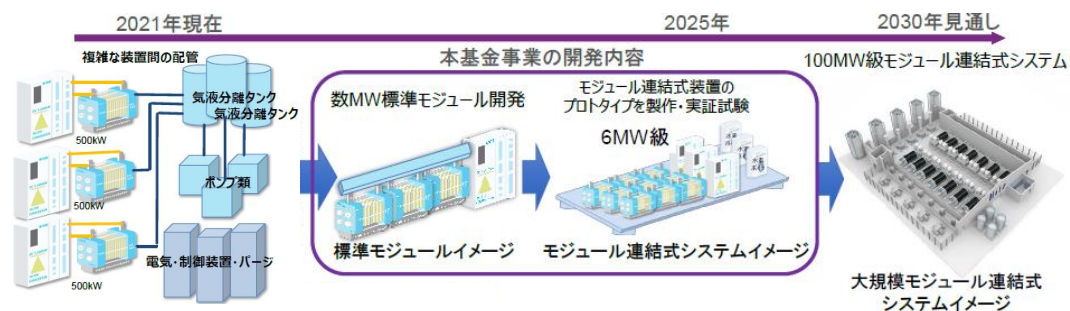 2021年現在
2025年
2030年見通し
複雑な装置間の配管
気液分離タンク
気液分離タンク
500kW
500kW
500kW
ポンプ類
電気・制御装置・パージ
本基金事業の開発内容
数MW標準モジュール開発
標準モジュールイメージ
モジュール連結式装置の
プロトタイプを製作・実証試験
6MW級
モジュール連結式システムイメージ
100MW級モジュール連結式システム
大規模モジュール連結式
システムイメージ